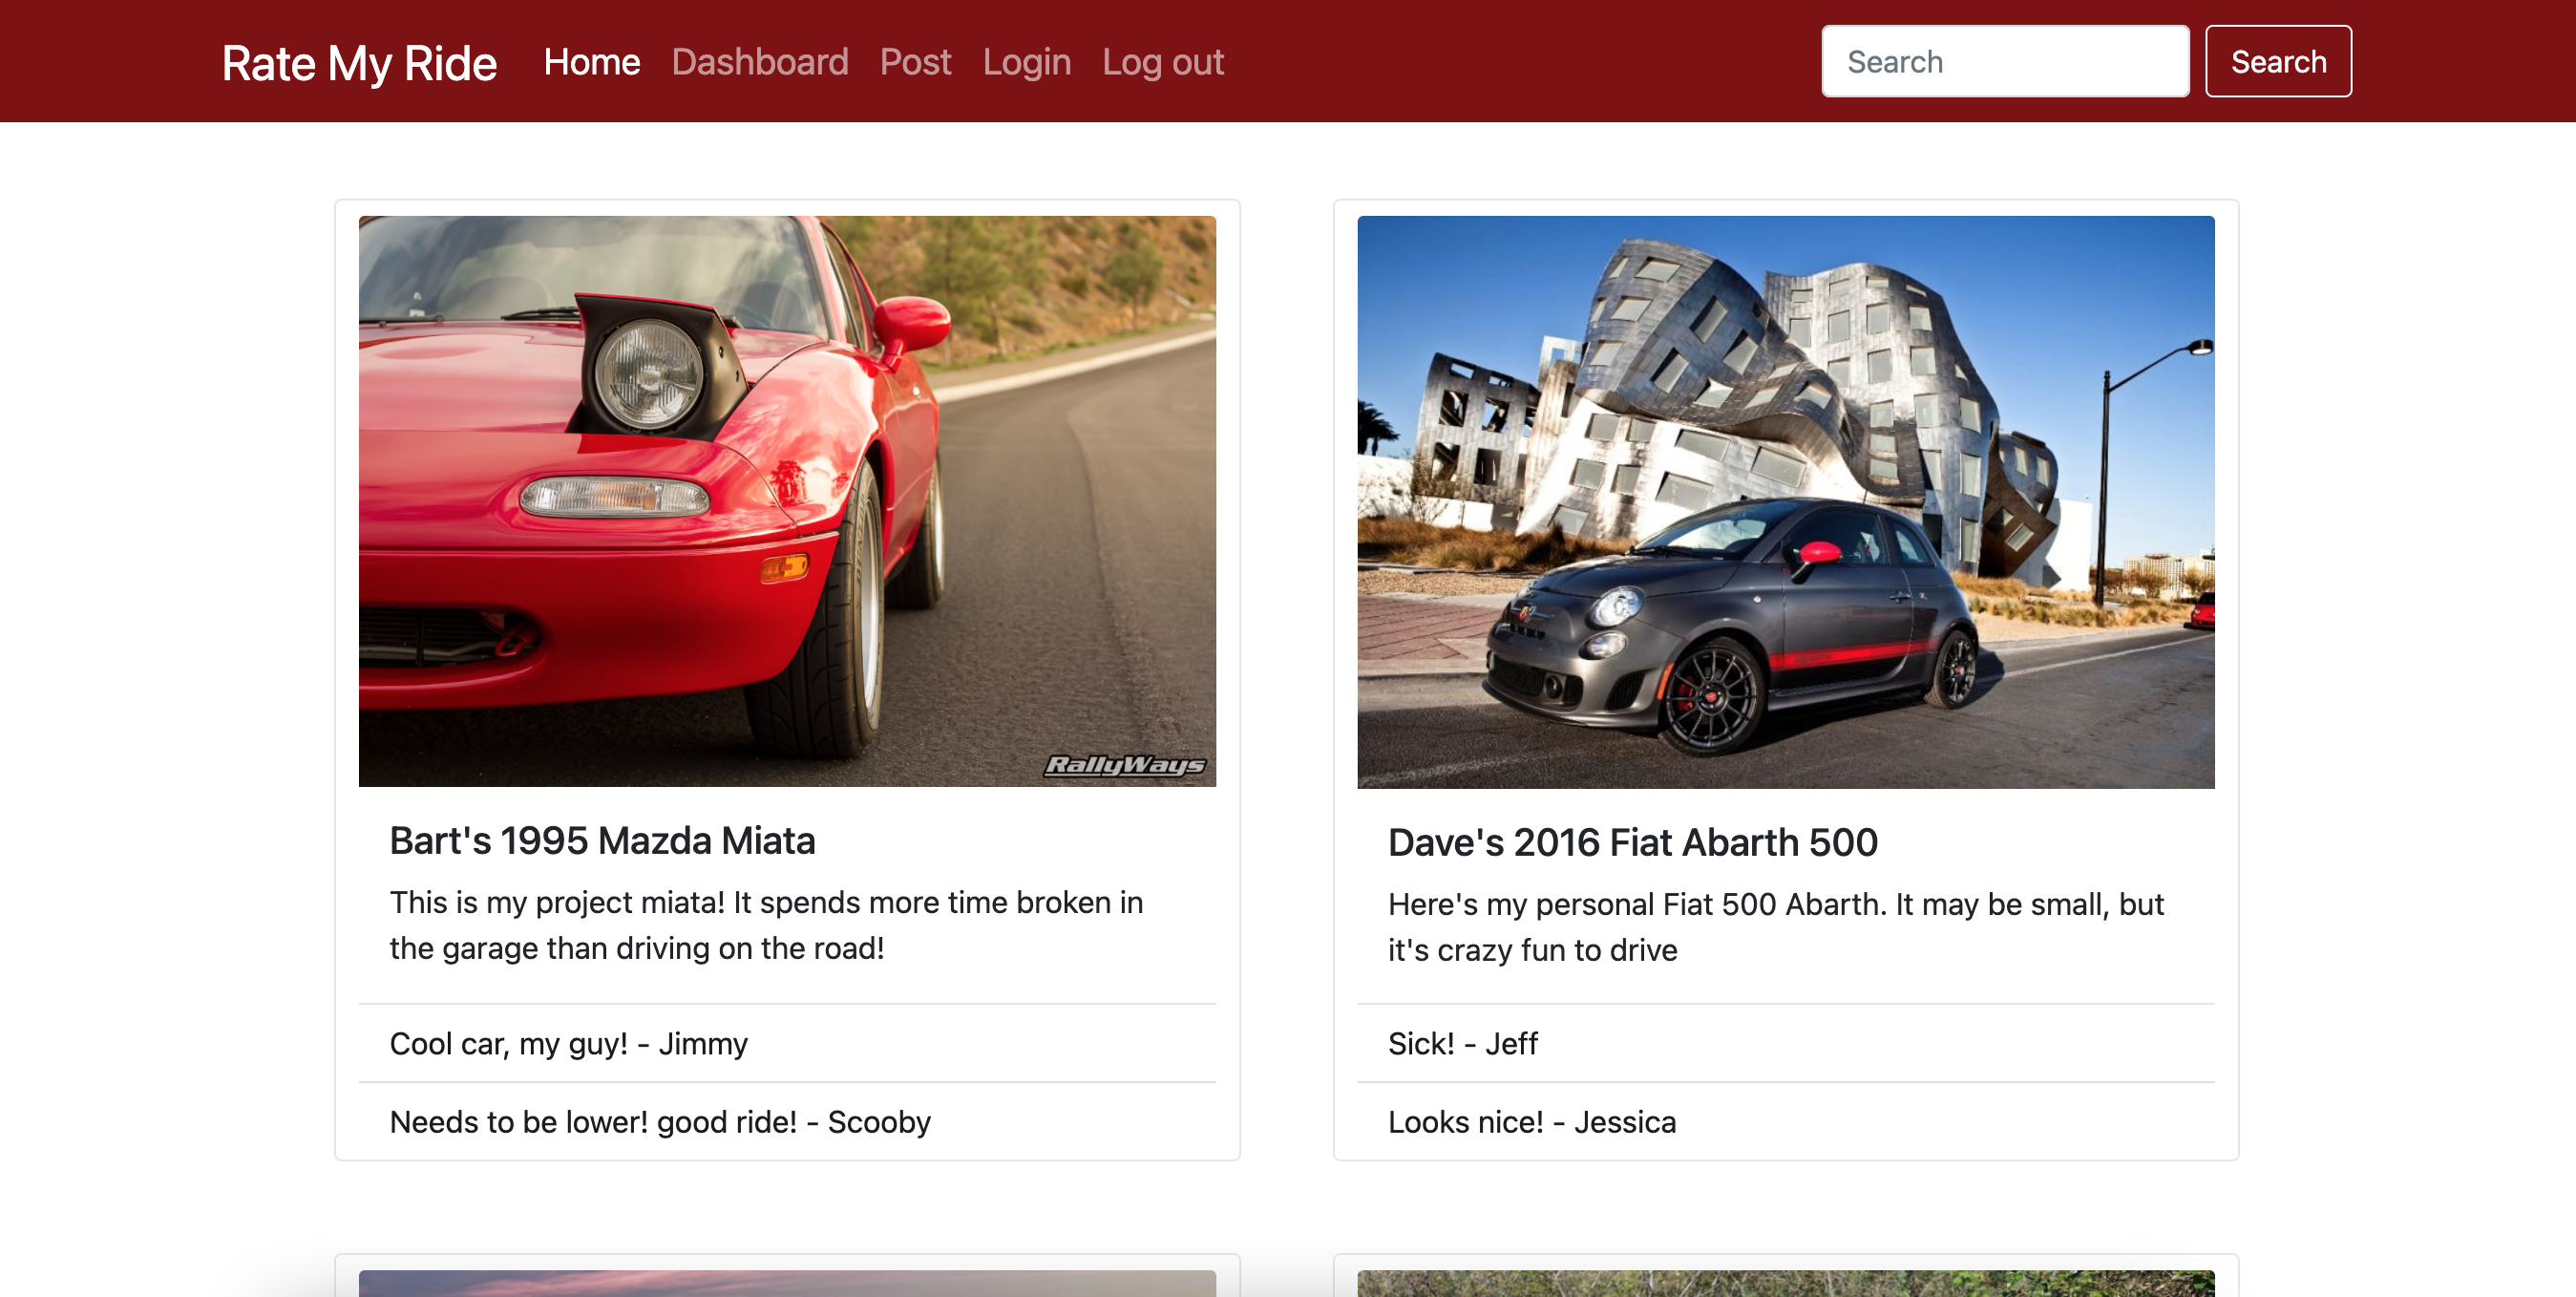 Rate My Ride Home Dashboard Post Login Log out Search Search
RallyWays
Bart's 1995 Mazda Miata
This is my project miata! It spends more time broken in
the garage than driving on the road!
Cool car, my guy! - Jimmy
Needs to be lower! good ride! - Scooby
Dave's 2016 Fiat Abarth 500
Here's my personal Fiat 500 Abarth. It may be small, but
it's crazy fun to drive
Sick! - Jeff
Looks nice! - Jessica